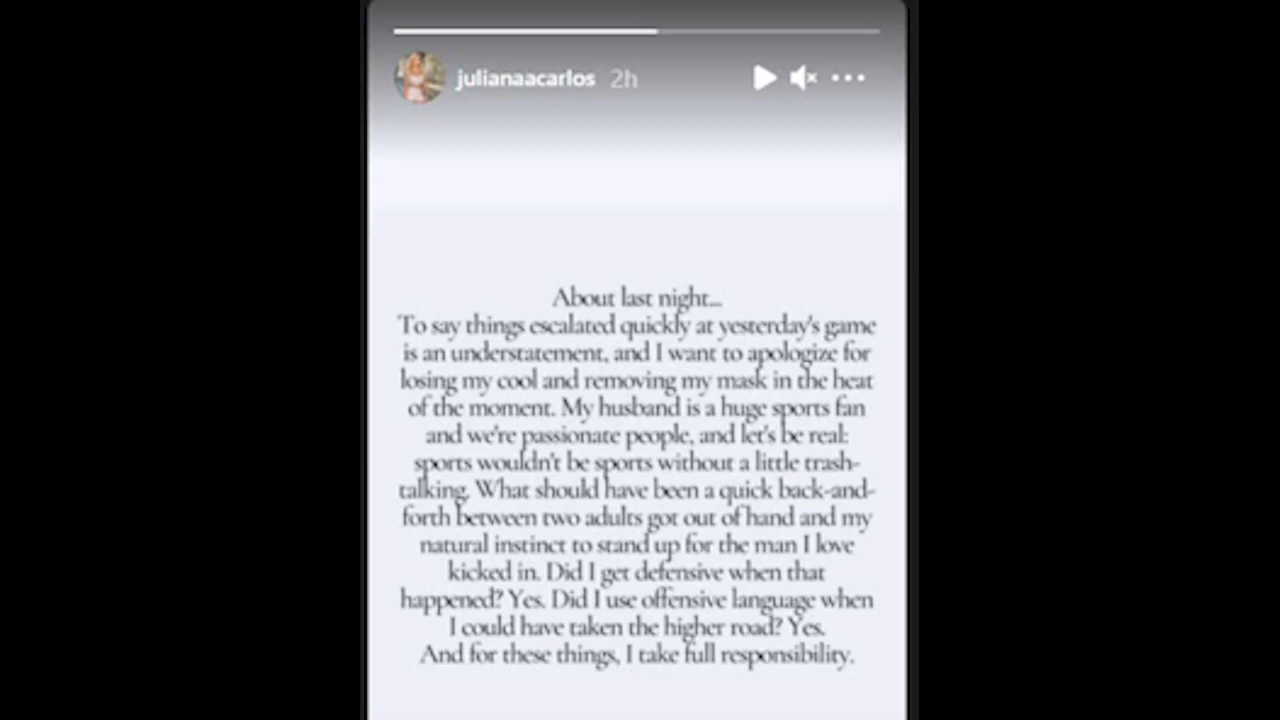 julianaacarlos 2h
About last night...
To say things escalated quickly at yesterday's game
is an understatement, and I want to apologize for
losing my cool and removing my mask in the heat
of the moment. My husband is a huge sports fan
and we're passionate people, and let's be real:
sports wouldn't be sports without a little trash-
talking. What should have been a quick back-and-
forth between two adults got out of hand and my
natural instinct to stand up for the man I love
kicked in. Did I get defensive when that
happened? Yes. Did I use offensive language when
I could have taken the higher road? Yes.
And for these things, I take full responsibility.